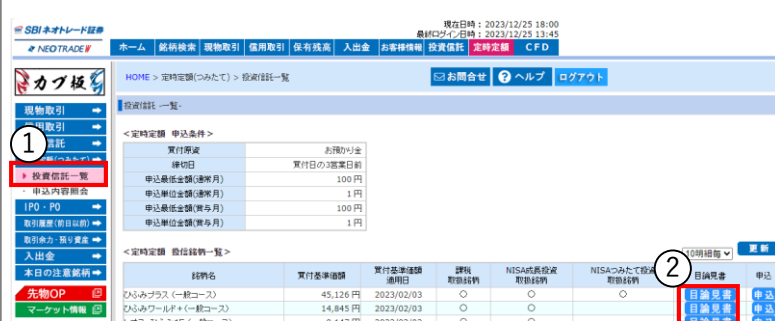 現在日時：2023/12/25 18:00
最終ログイン日時：2023/12/25 13:45
SBIネオトレード証券
NEOTRADE W
ホーム 銘柄検索 現物取引 信用取引 保有残高 入出金 お客様情報 投資信託 定時定額 CFD
カブ板
HOME > 定時定額(つみたて) > 投資信託一覧
お問合せ ヘルプ ログアウト
投資信託 -一覧-
現物取引
用取引
信託
1
投資信託一覧
申込内容照会
IPO・PO
取引履歴(前日以前)
取引余力・預り資産
入出金
本日の注意銘柄
先物OP
マーケット情報
＜定時定額 申込条件＞
買付原資 お預かり金
締切日 買付日の3営業日前
申込最低金額(通常月) 100円
申込単位金額(通常月) 1円
申込最低金額(賞与月) 100円
申込単位金額(賞与月) 1円
＜定時定額 投信銘柄一覧＞
10明細毎 更新
2
銘柄名 買付基準価額 買付基準価額適用日 課税取扱銘柄 NISA成長投資取扱銘柄 NISAつみたて投資取扱銘柄 目論見書 申込
ひふみプラス（一般コース） 45,126円 2023/02/03 ○ ○ ○ 目論見書 申込
ひふみワールド+（一般コース） 14,845円 2023/02/03 ○ ○ 目論見書 申込